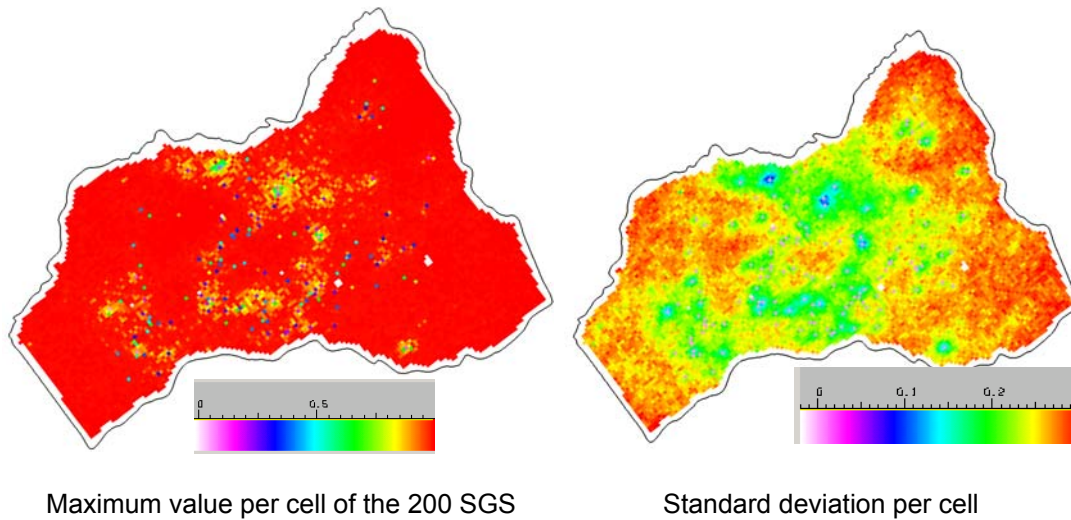 0 0.5
0 0.1 0.2
Maximum value per cell of the 200 SGS
Standard deviation per cell